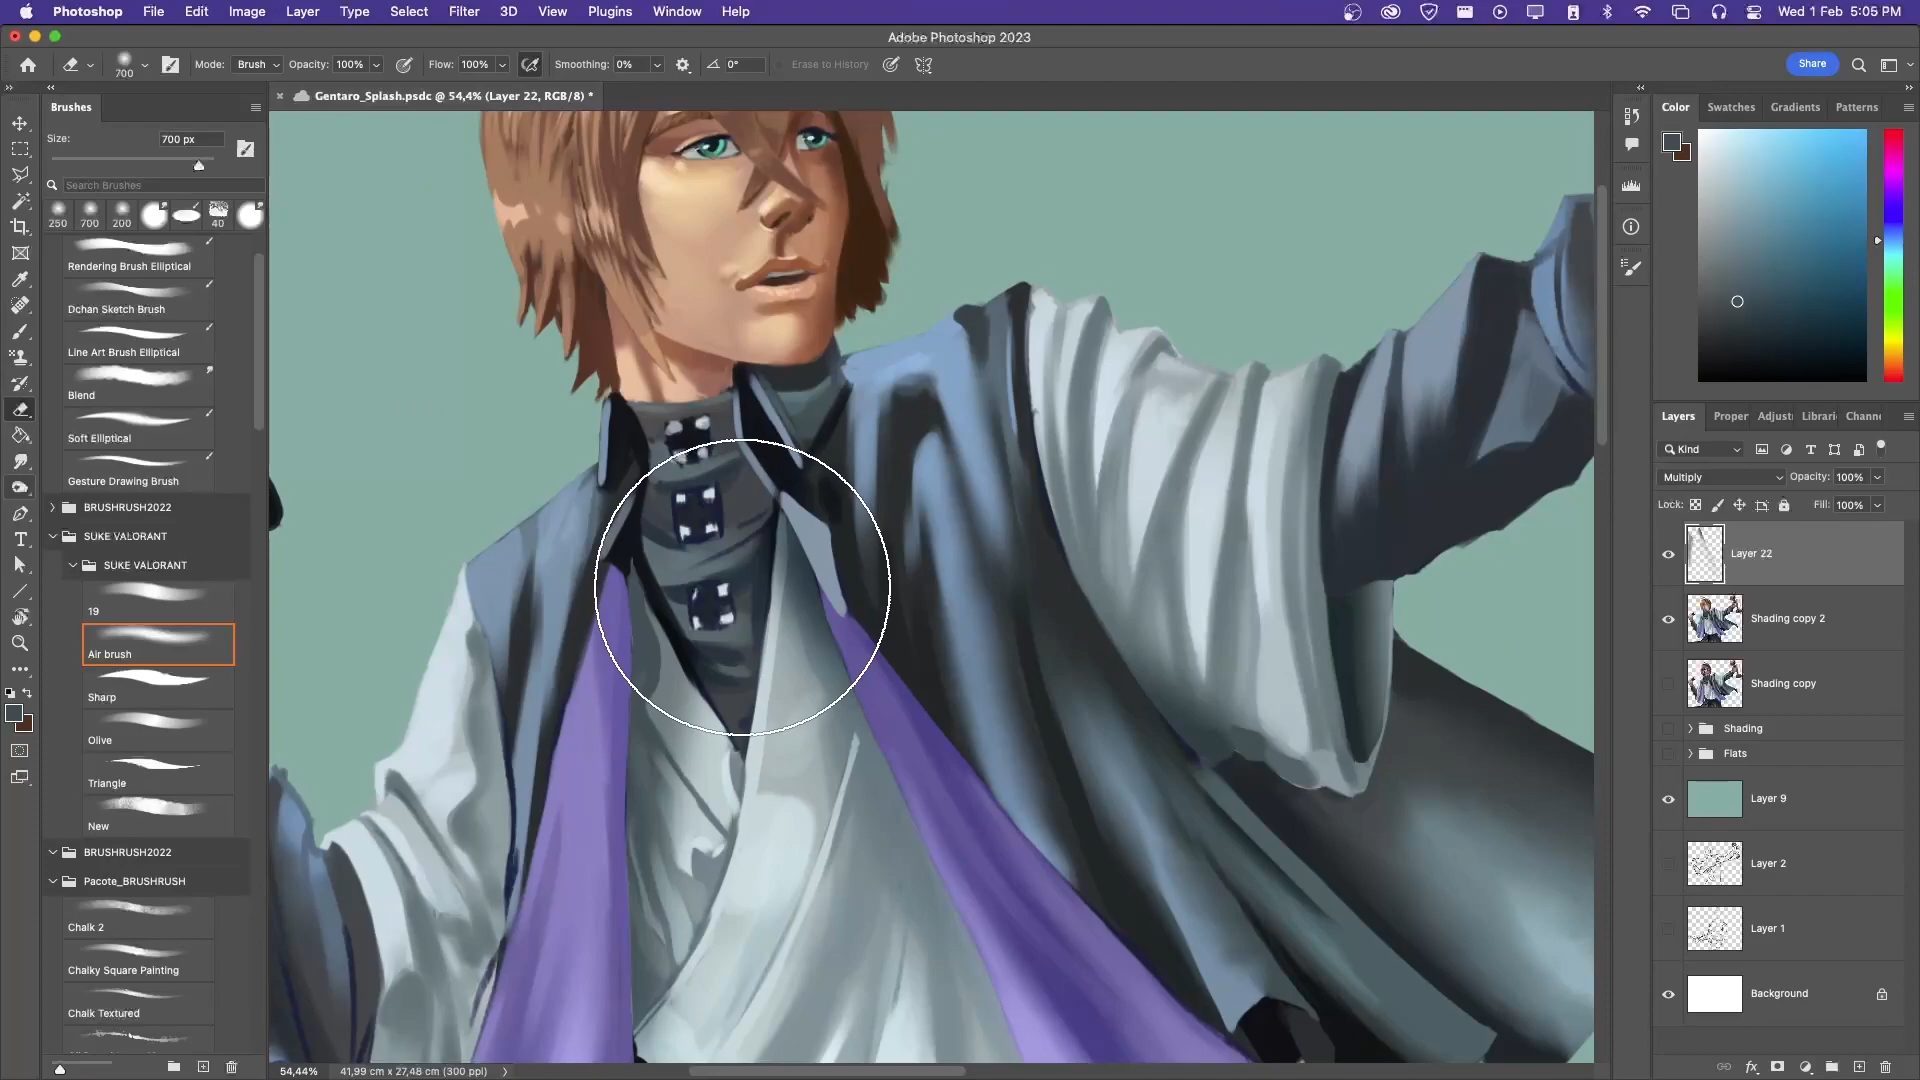 Photoshop File Edit Image Layer Type Select Filter 3D View Plugins Window Help Wed 1 Feb 5:05 PM
Adobe Photoshop 2023
700 Mode: Brush Opacity: 100% Flow: 100% Smoothing: 0% 0° Erase to History Share
Gentaro_Splash.psdc @ 54,4% (Layer 22, RGB/8) *
Brushes
Size: 700 px
Search Brushes
250 700 200 40
Rendering Brush Elliptical
Dchan Sketch Brush
Line Art Brush Elliptical
Blend
Soft Elliptical
Gesture Drawing Brush
BRUSHRUSH2022
SUKE VALORANT
SUKE VALORANT
19
Air brush
Sharp
Olive
Triangle
New
BRUSHRUSH2022
Pacote_BRUSHRUSH
Chalk 2
Chalky Square Painting
Chalk Textured
54,44% 41,99 cm x 27,48 cm (300 ppi)
Color Swatches Gradients Patterns
Layers Proper Adjust Librari Chann
Kind
Multiply Opacity: 100%
Lock: Fill: 100%
Layer 22
Shading copy 2
Shading copy
Shading
Flats
Layer 9
Layer 2
Layer 1
Background